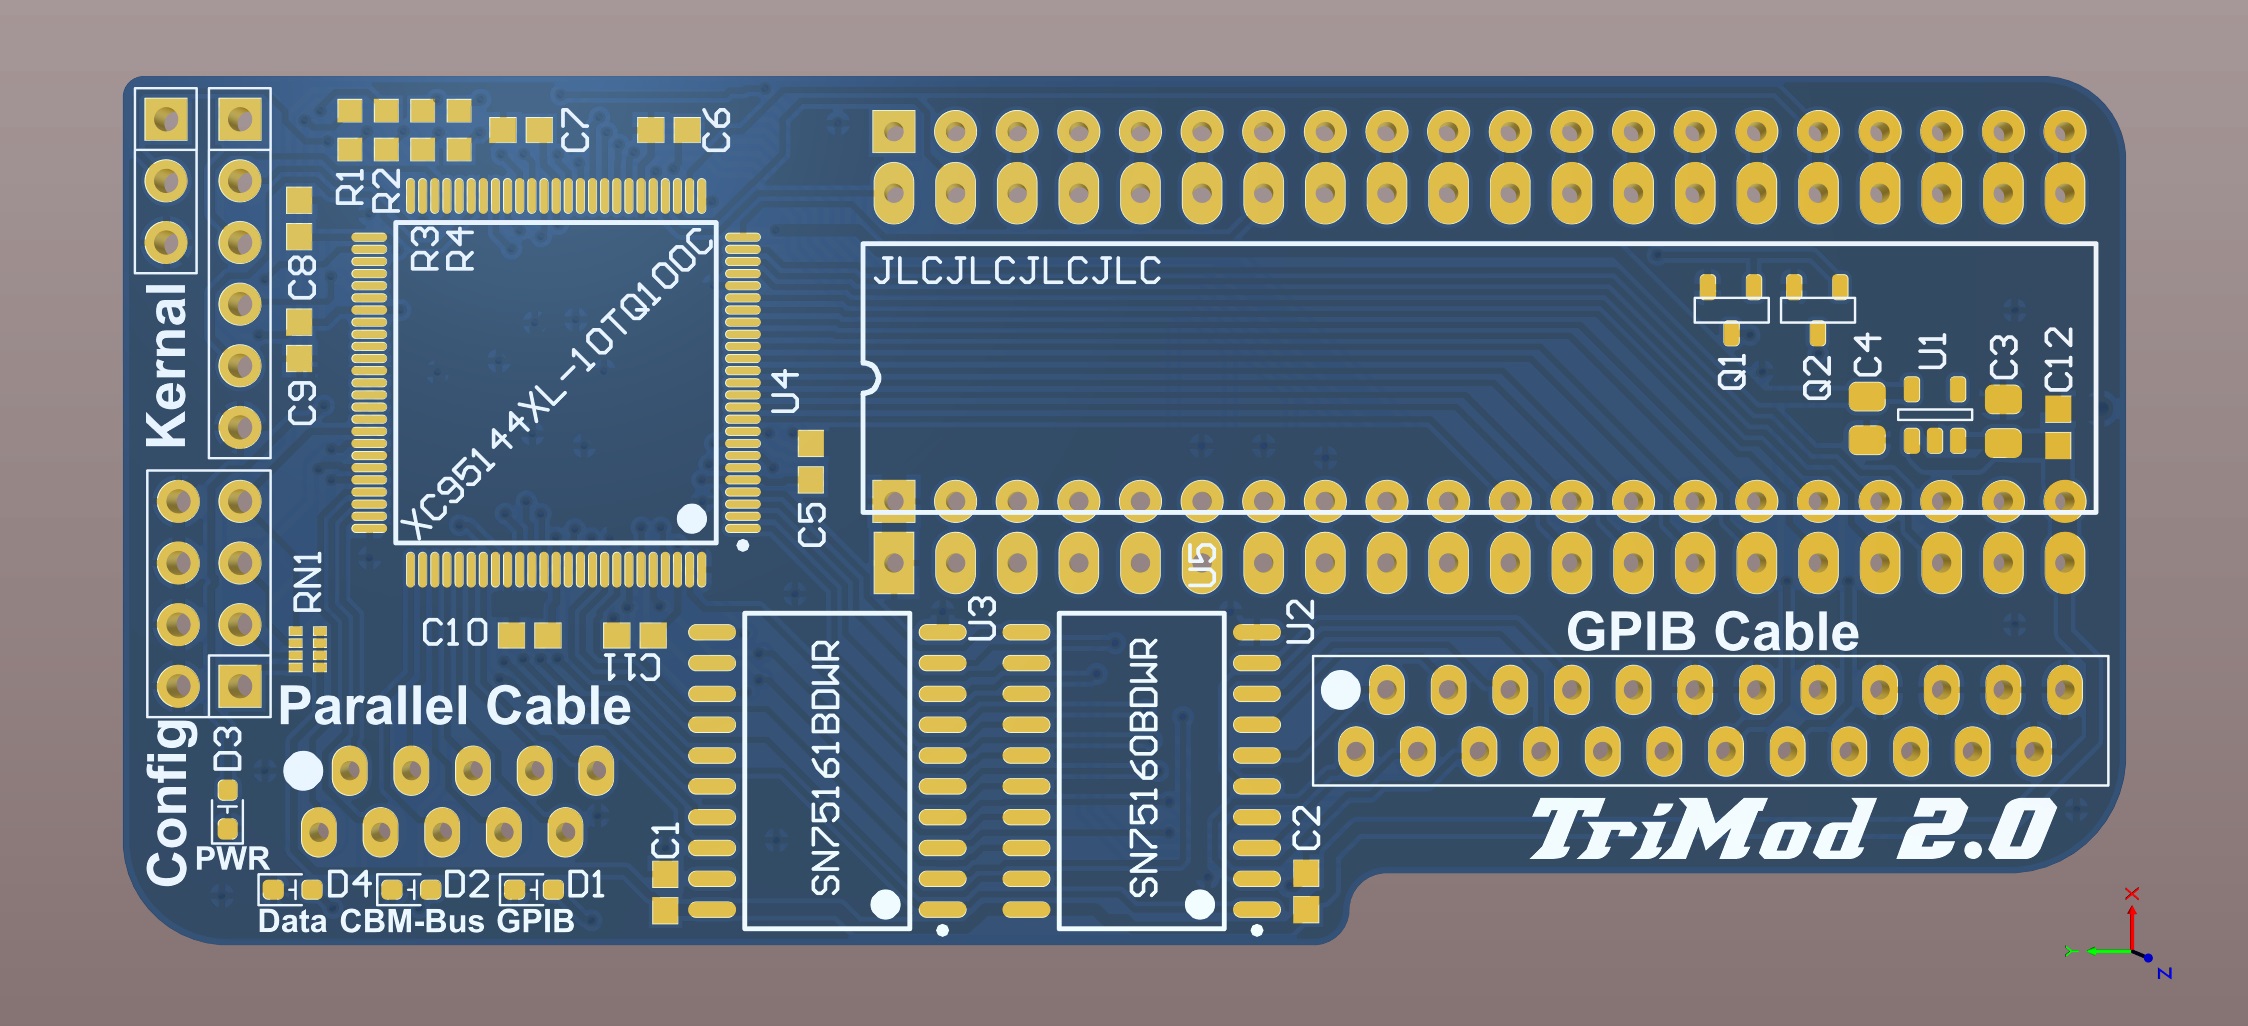 C7
C6
R1
R2
R3
R4
XC95144XL-10TQ100C
C8
C9
Kernal
U4
C5
JLCJLCJLCJLC
Q1
Q2
C4
U1
C3
C12
U5
RN1
C10
C11
U3
U2
SN75161BDWR
SN75160BDWR
GPIB Cable
Parallel Cable
Config
D3
PWR
C1
C2
TriMod 2.0
D4
D2
D1
Data CBM-Bus GPIB
X
Y
Z